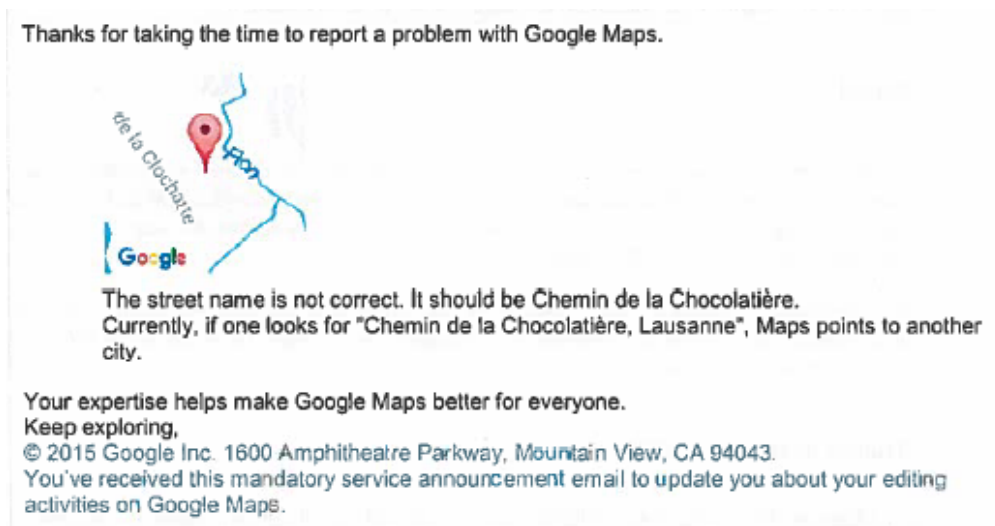 Thanks for taking the time to report a problem with Google Maps.
de la Clochatte
Flon
Google
The street name is not correct. It should be Chemin de la Chocolatière.
Currently, if one looks for "Chemin de la Chocolatière, Lausanne", Maps points to another
city.
Your expertise helps make Google Maps better for everyone.
Keep exploring,
© 2015 Google Inc. 1600 Amphitheatre Parkway, Mountain View, CA 94043.
You've received this mandatory service announcement email to update you about your editing
activities on Google Maps.